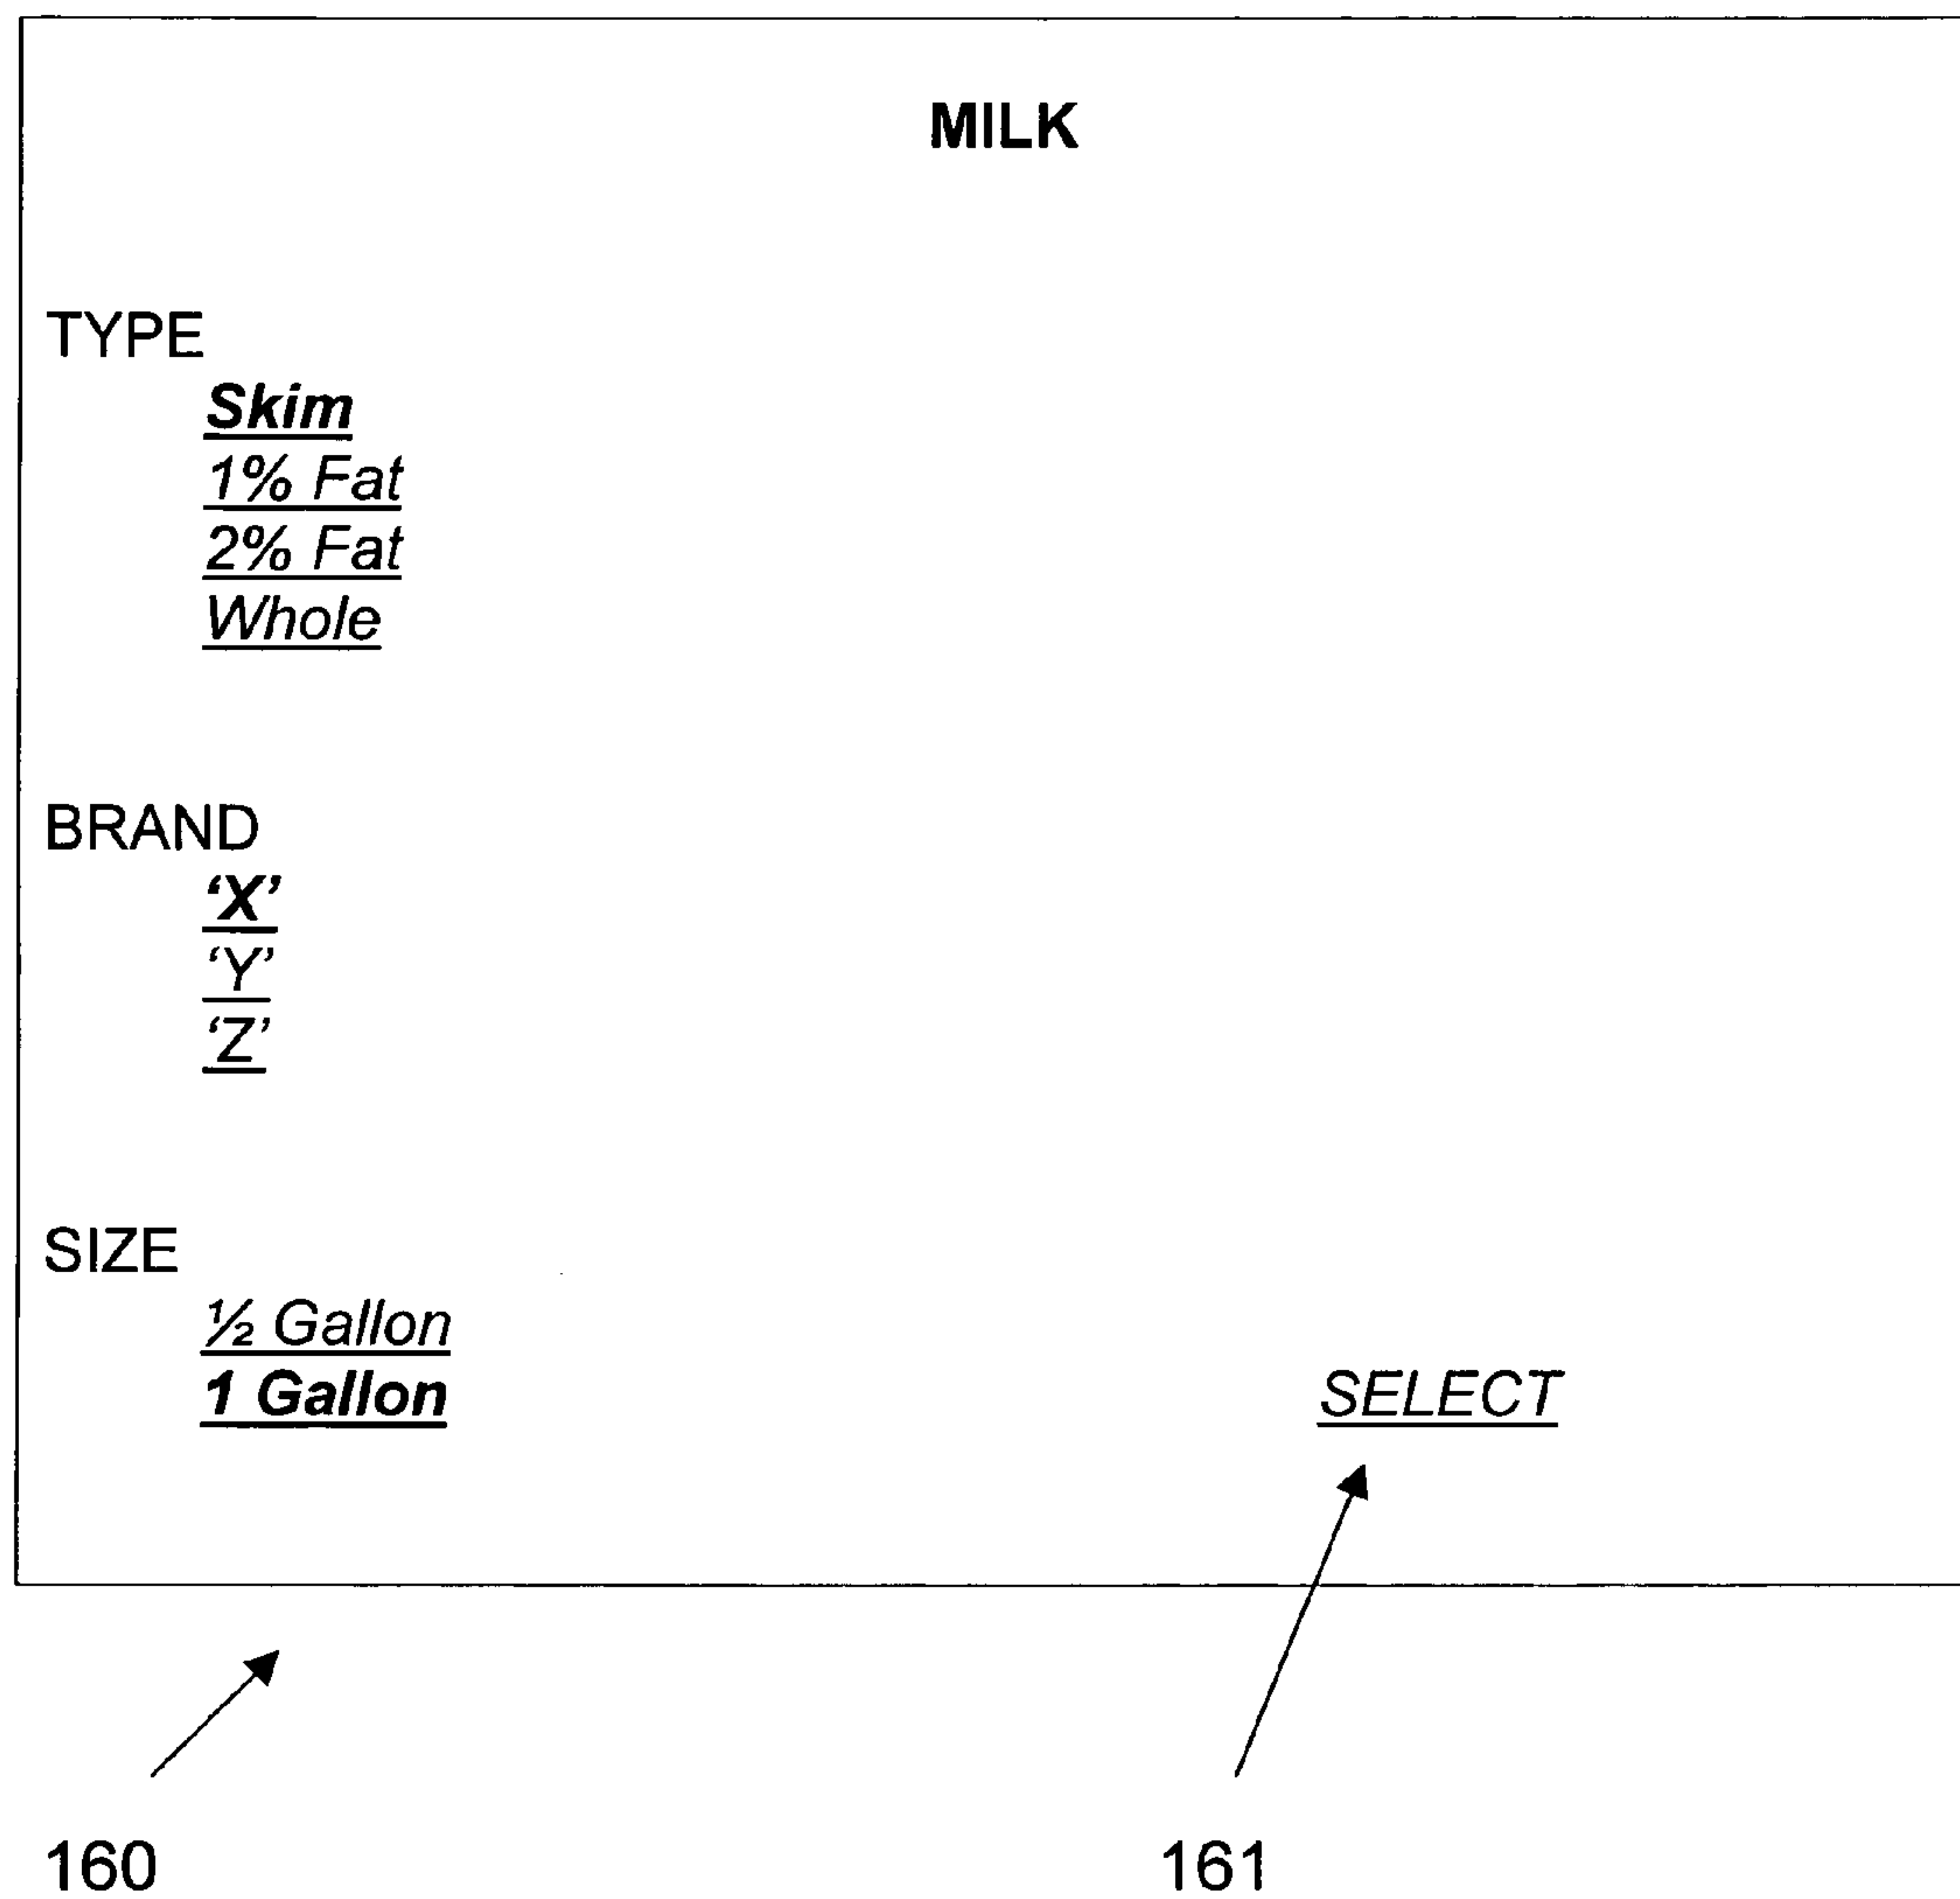 MILK
TYPE
Skim
1% Fat
2% Fat
Whole
BRAND
‘X’
‘Y’
‘Z’
SIZE
½ Gallon
1 Gallon
SELECT
160
161